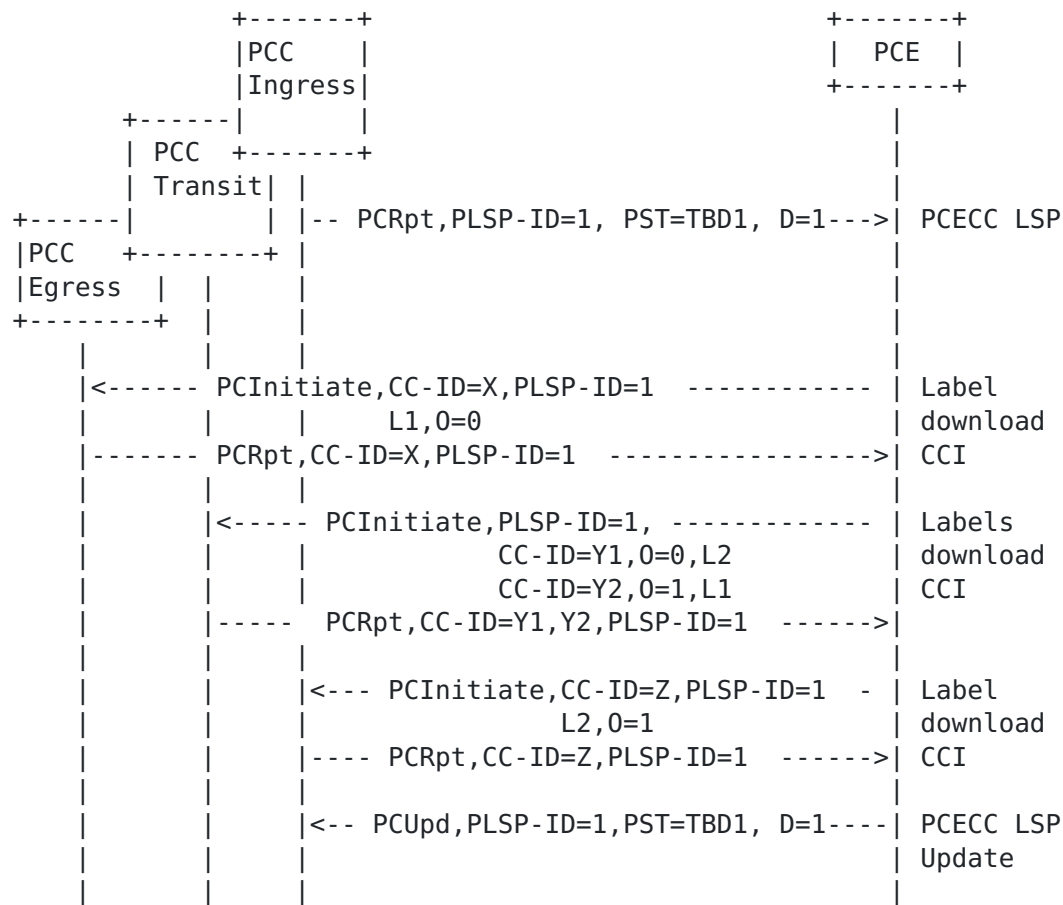 +-------+                              +-------+
|PCC    |                              |  PCE  |
|Ingress|                              +-------+
+------|       |                                  |
| PCC  +-------+                                  |
| Transit| |                                      |
+------|        | |-- PCRpt,PLSP-ID=1, PST=TBD1, D=1--->| PCECC LSP
|PCC   +--------+ |                                      |
|Egress  | |     |                                      |
+--------+ |     |                                      |
|       |     |                                      |
|<------ PCInitiate,CC-ID=X,PLSP-ID=1  ------------ | Label
|       |     |     L1,O=0                           | download
|------- PCRpt,CC-ID=X,PLSP-ID=1  ----------------->| CCI
|       |     |                                      |
|       |<----- PCInitiate,PLSP-ID=1, ------------- | Labels
|       |     |            CC-ID=Y1,O=0,L2          | download
|       |     |            CC-ID=Y2,O=1,L1          | CCI
|       |-----  PCRpt,CC-ID=Y1,Y2,PLSP-ID=1  ------>|
|       |     |                                      |
|       |     |<--- PCInitiate,CC-ID=Z,PLSP-ID=1  - | Label
|       |     |                L2,O=1               | download
|       |     |---- PCRpt,CC-ID=Z,PLSP-ID=1  ------>| CCI
|       |     |                                      |
|       |     |<-- PCUpd,PLSP-ID=1,PST=TBD1, D=1----| PCECC LSP
|       |     |                                      | Update
|       |     |                                      |